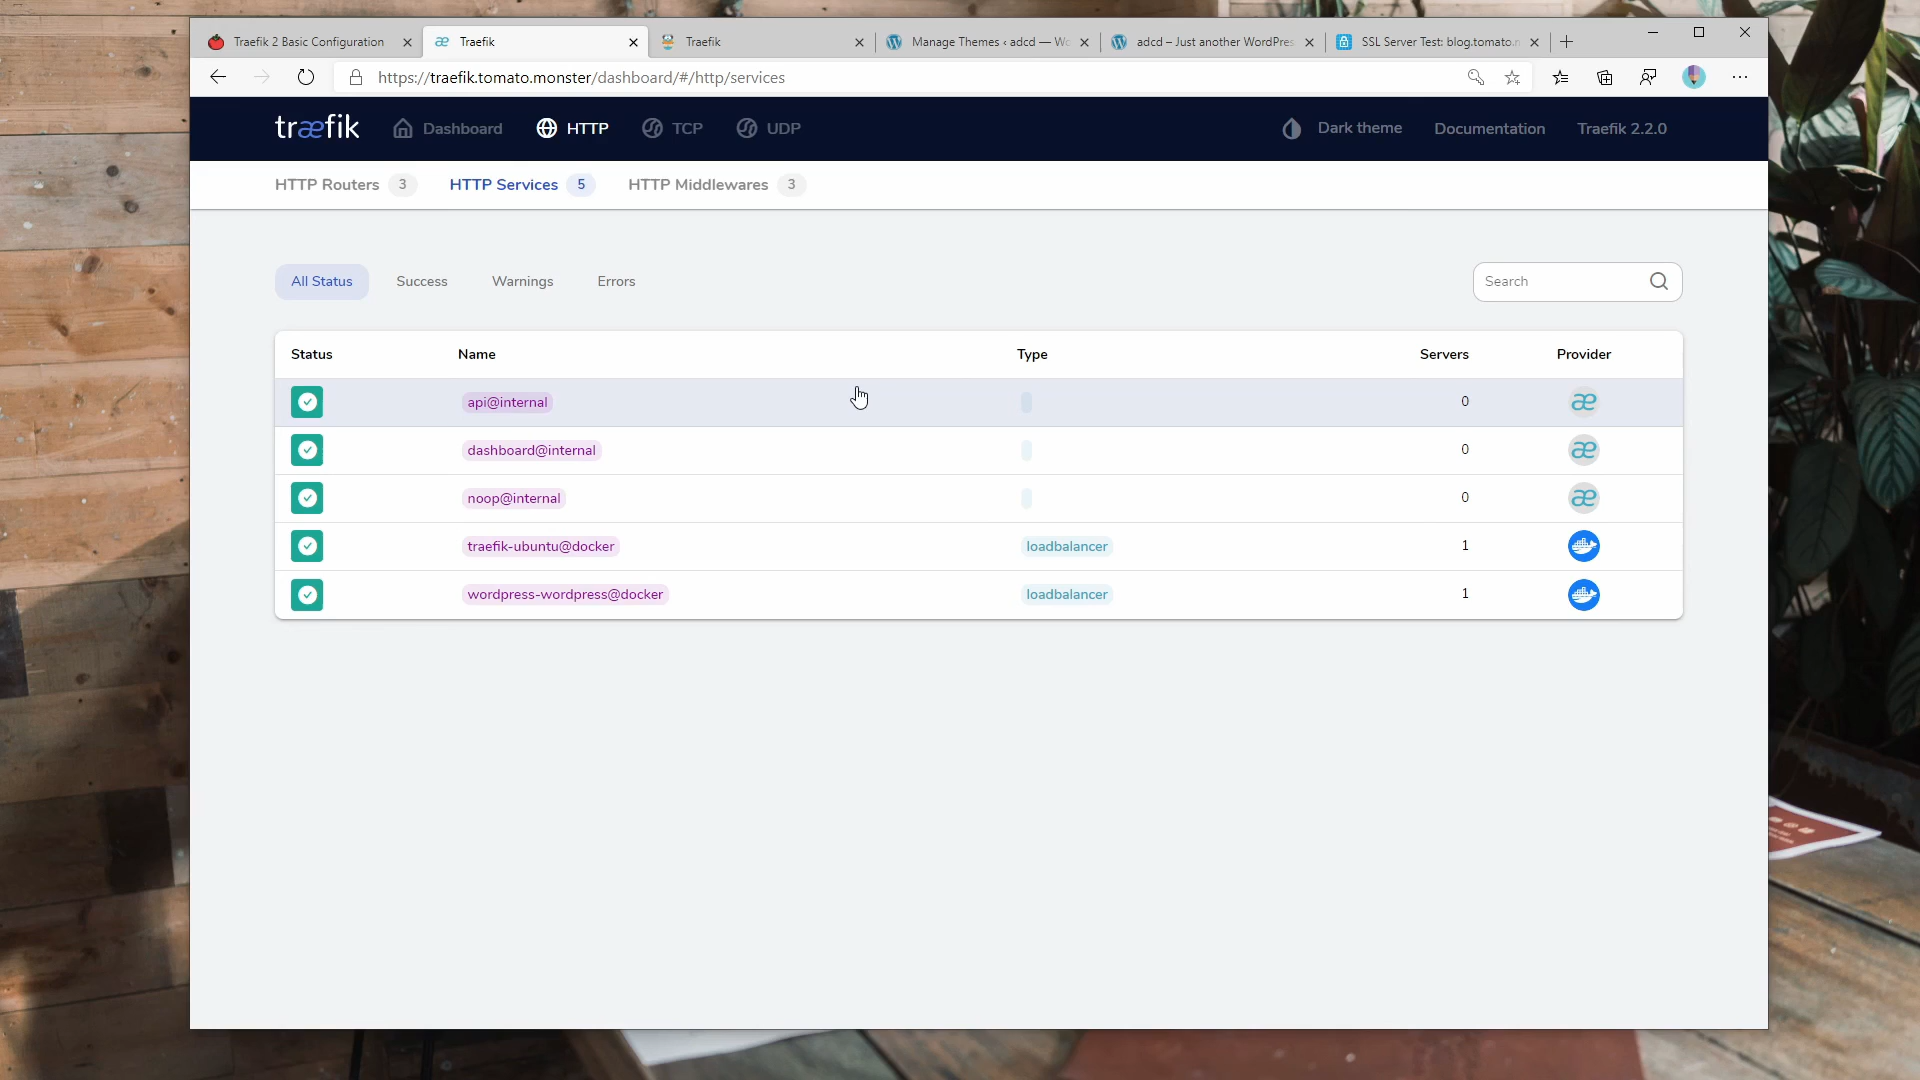 Traefik 2 Basic Configuration
Traefik
Traefik
Manage Themes ‹ adcd — Wo
adcd – Just another WordPres
SSL Server Test: blog.tomato.m
https://traefik.tomato.monster/dashboard/#/http/services
træfik
Dashboard
HTTP
TCP
UDP
Dark theme
Documentation
Traefik 2.2.0
HTTP Routers 3
HTTP Services 5
HTTP Middlewares 3
All Status
Success
Warnings
Errors
Search
Status Name Type Servers Provider
api@internal 0 æ
dashboard@internal 0 æ
noop@internal 0 æ
traefik-ubuntu@docker loadbalancer 1
wordpress-wordpress@docker loadbalancer 1